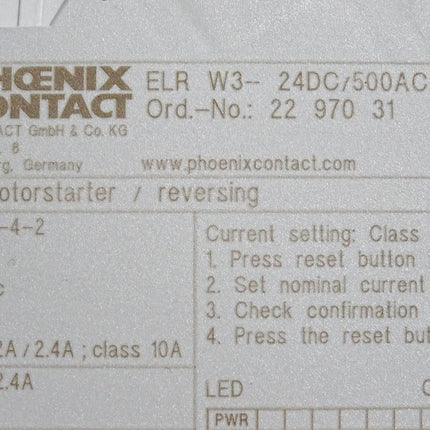 PHŒNIX
CONTACT
ELR W3- 24DC/500AC
Ord.-No.: 22 970 31
ACT GmbH & Co. KG
8
rg, Germany
www.phoenixcontact.com
otorstarter / reversing
-4-2
Current setting: Class
1. Press reset button
2. Set nominal current
3. Check confirmation
4. Press the reset but
2A / 2.4A ; class 10A
2.4A
LED
PWR